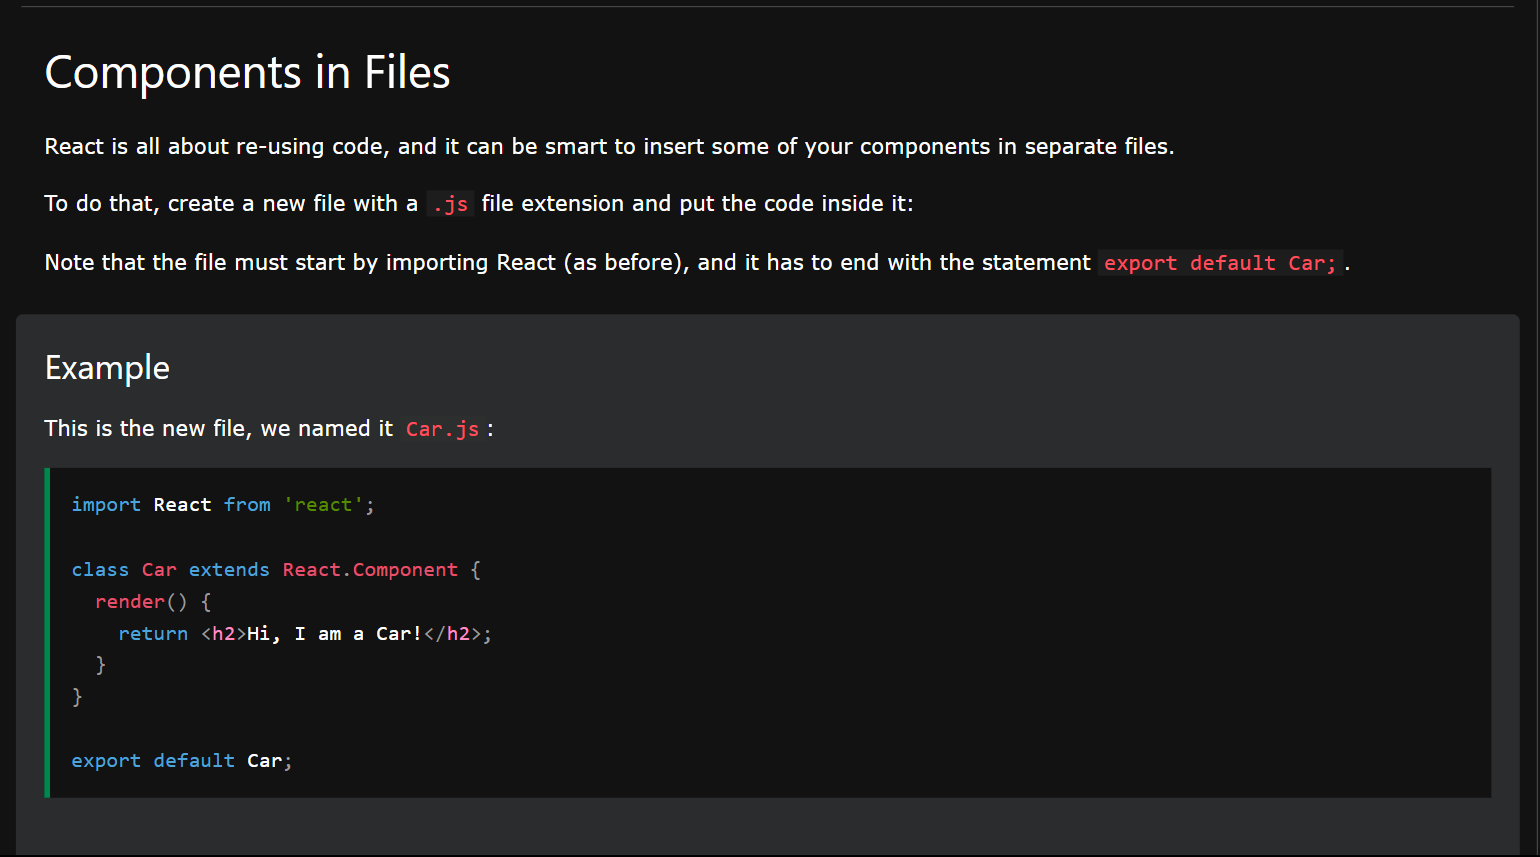 Components in Files
React is all about re-using code, and it can be smart to insert some of your components in separate files.
To do that, create a new file with a .js file extension and put the code inside it:
Note that the file must start by importing React (as before), and it has to end with the statement export default Car;.
Example
This is the new file, we named it Car.js:
import React from 'react';
class Car extends React.Component {
  render() {
    return <h2>Hi, I am a Car!</h2>;
  }
}
export default Car;